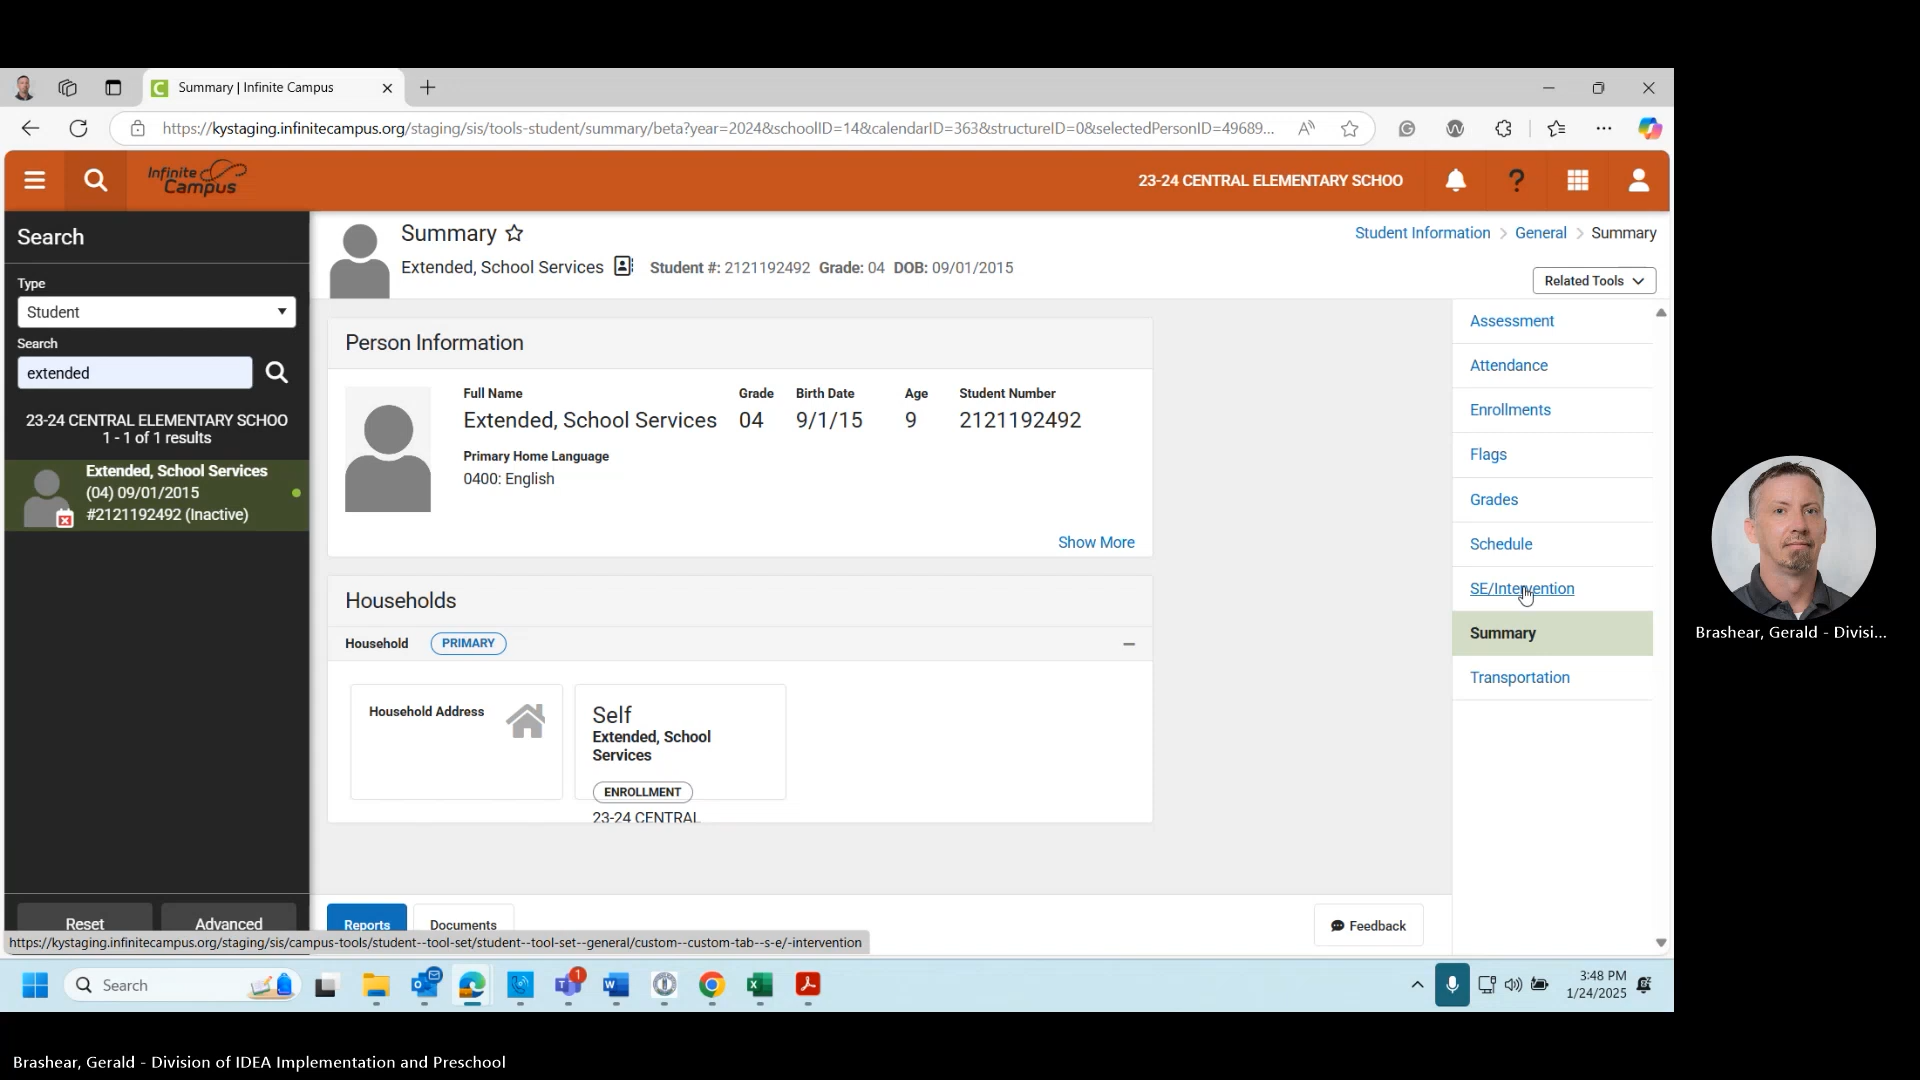 Summary | Infinite Campus
https://kystaging.infinitecampus.org/staging/sis/tools-student/summary/beta?year=2024&schoolID=14&calendarID=363&structureID=0&selectedPersonID=49689...
Infinite Campus
23-24 CENTRAL ELEMENTARY SCHOO
Search
Type
Student
Search
extended
23-24 CENTRAL ELEMENTARY SCHOO
1 - 1 of 1 results
Extended, School Services
(04) 09/01/2015
#2121192492 (Inactive)
Reset
Advanced
Summary
Extended, School Services Student #: 2121192492 Grade: 04 DOB: 09/01/2015
Student Information > General > Summary
Related Tools
Person Information
Full Name Grade Birth Date Age Student Number
Extended, School Services 04 9/1/15 9 2121192492
Primary Home Language
0400: English
Show More
Households
Household PRIMARY
Household Address
Self
Extended, School
Services
ENROLLMENT
23-24 CENTRAL
Reports
Documents
Feedback
Assessment
Attendance
Enrollments
Flags
Grades
Schedule
SE/Intervention
Summary
Transportation
https://kystaging.infinitecampus.org/staging/sis/campus-tools/student--tool-set/student--tool-set--general/custom--custom-tab--s-e/-intervention
Search
1
3:48 PM
1/24/2025
Brashear, Gerald - Divisi...
Brashear, Gerald - Division of IDEA Implementation and Preschool